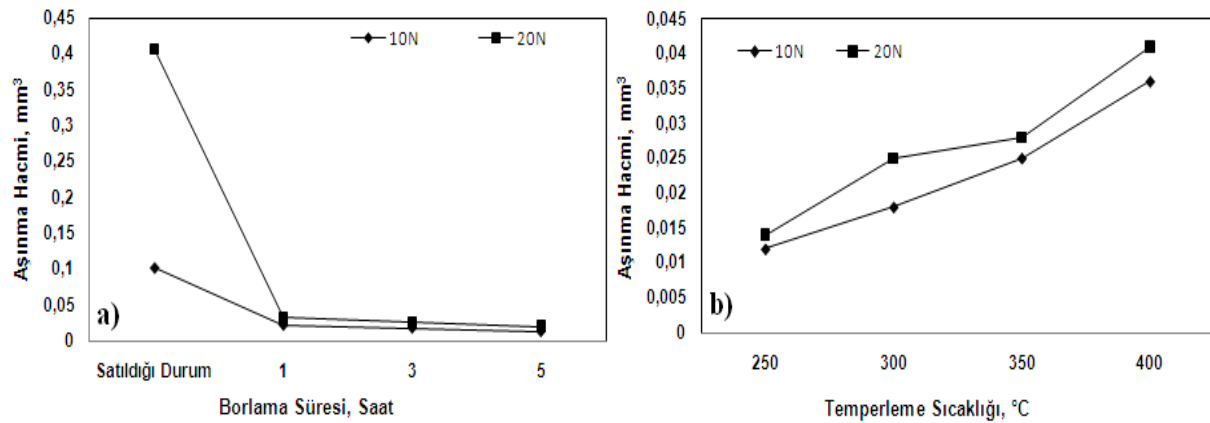 0,45
0,4
0,35
0,3
0,25
0,2
0,15
0,1
0,05
0
Aşınma Hacmi, mm³
10N
20N
a)
Satıldığı Durum
1
3
5
Borlama Süresi, Saat
0,045
0,04
0,035
0,03
0,025
0,02
0,015
0,01
0,005
0
Aşınma Hacmi, mm³
10N
20N
b)
250
300
350
400
Temperleme Sıcaklığı, °C